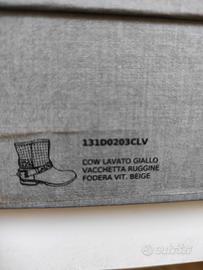 131D0203CLV
COW LAVATO GIALLO
VACCHETTA RUGGINE
FODERA VIT. BEIGE
subito